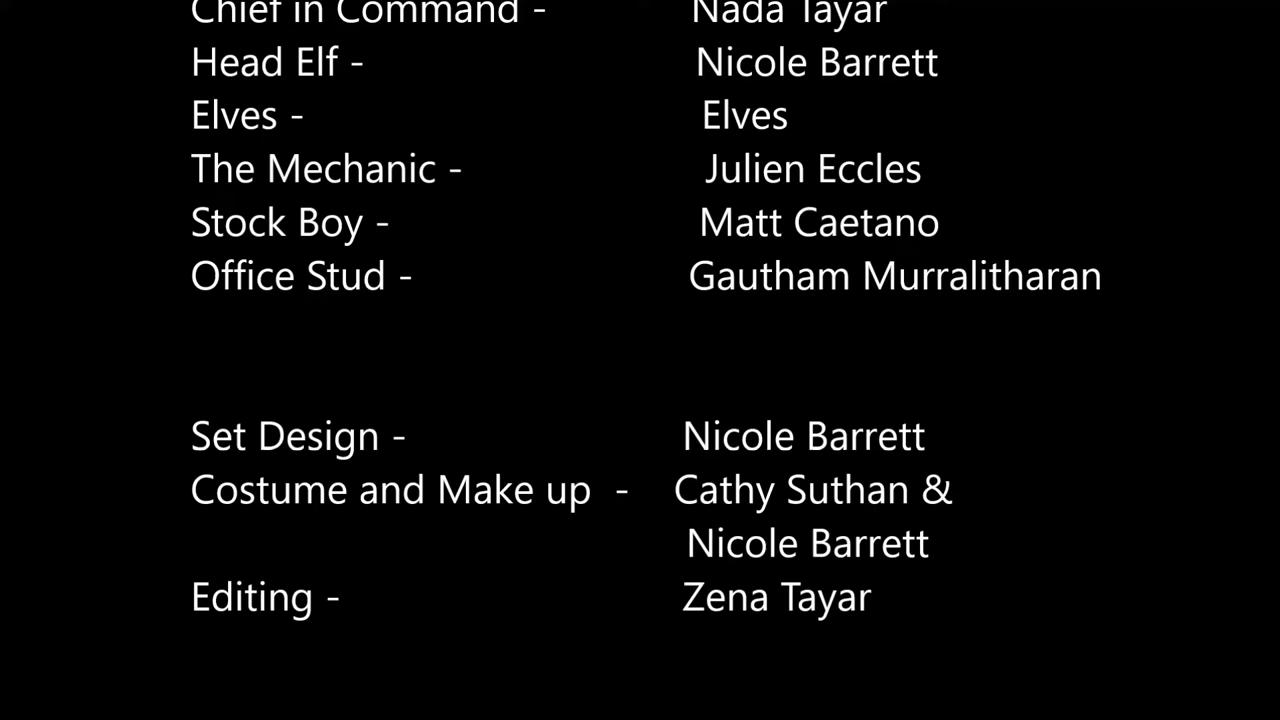 Chief in Command - Nada Tayar
Head Elf - Nicole Barrett
Elves - Elves
The Mechanic - Julien Eccles
Stock Boy - Matt Caetano
Office Stud - Gautham Murralitharan
Set Design - Nicole Barrett
Costume and Make up - Cathy Suthan &
Nicole Barrett
Editing - Zena Tayar